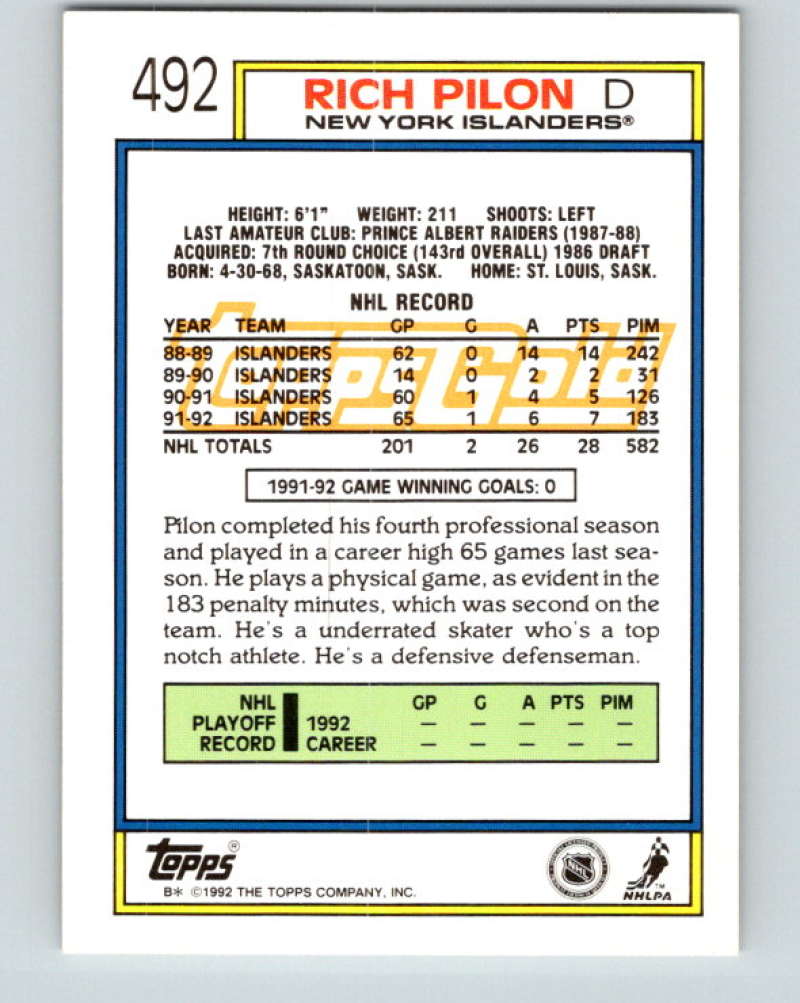 492
RICH PILON D
NEW YORK ISLANDERS®
HEIGHT: 6'1" WEIGHT: 211 SHOOTS: LEFT
LAST AMATEUR CLUB: PRINCE ALBERT RAIDERS (1987-88)
ACQUIRED: 7th ROUND CHOICE (143rd OVERALL) 1986 DRAFT
BORN: 4-30-68, SASKATOON, SASK. HOME: ST. LOUIS, SASK.
NHL RECORD
YEAR TEAM GP G A PTS PIM
88-89 ISLANDERS 62 0 14 14 242
89-90 ISLANDERS 14 0 2 2 31
90-91 ISLANDERS 60 1 4 5 126
91-92 ISLANDERS 65 1 6 7 183
NHL TOTALS 201 2 26 28 582
ToppsGold
1991-92 GAME WINNING GOALS: 0
Pilon completed his fourth professional season
and played in a career high 65 games last sea-
son. He plays a physical game, as evident in the
183 penalty minutes, which was second on the
team. He's a underrated skater who's a top
notch athlete. He's a defensive defenseman.
NHL GP G A PTS PIM
PLAYOFF 1992 — — — — —
RECORD CAREER — — — — —
TOPPS®
B* ©1992 THE TOPPS COMPANY, INC.
NHL
TM
NHLPA